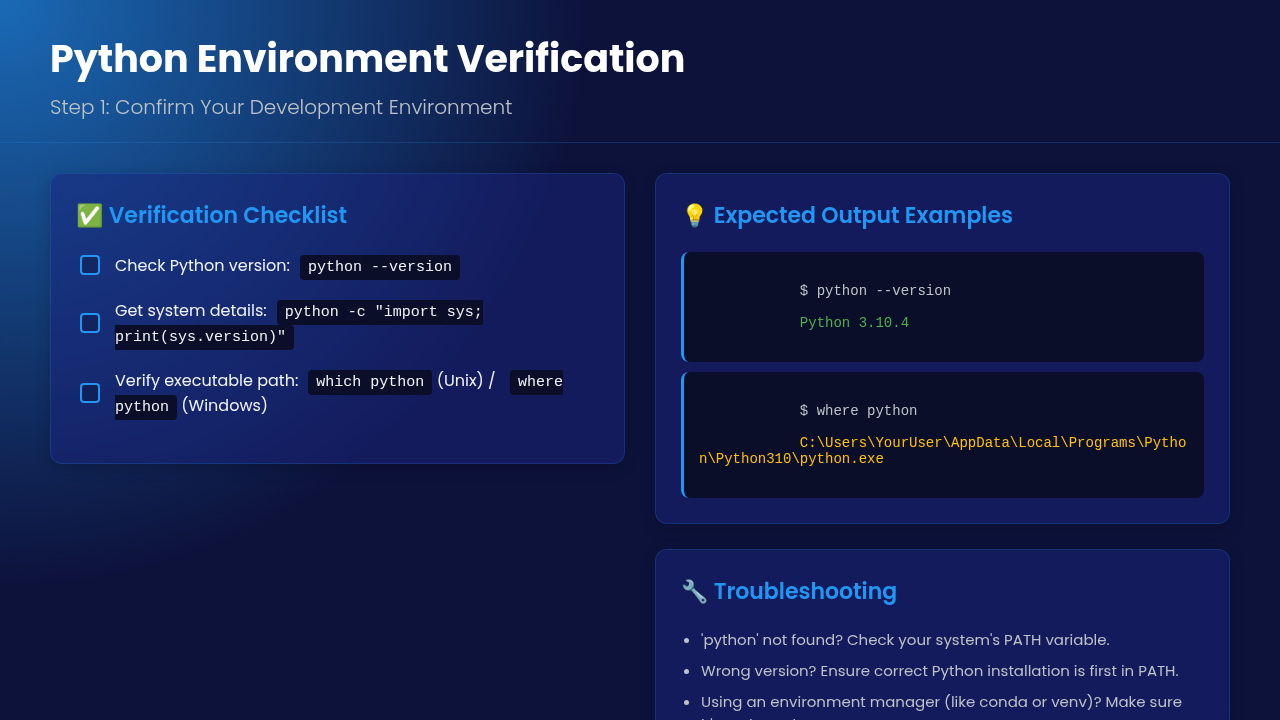 Python Environment Verification
Step 1: Confirm Your Development Environment
✅ Verification Checklist
Check Python version: python --version
Get system details: python -c "import sys;
print(sys.version)"
Verify executable path: which python (Unix) / where
python (Windows)
💡 Expected Output Examples
$ python --version
Python 3.10.4
$ where python
C:\Users\YourUser\AppData\Local\Programs\Pytho
n\Python310\python.exe
🔧 Troubleshooting
• 'python' not found? Check your system's PATH variable.
• Wrong version? Ensure correct Python installation is first in PATH.
• Using an environment manager (like conda or venv)? Make sure